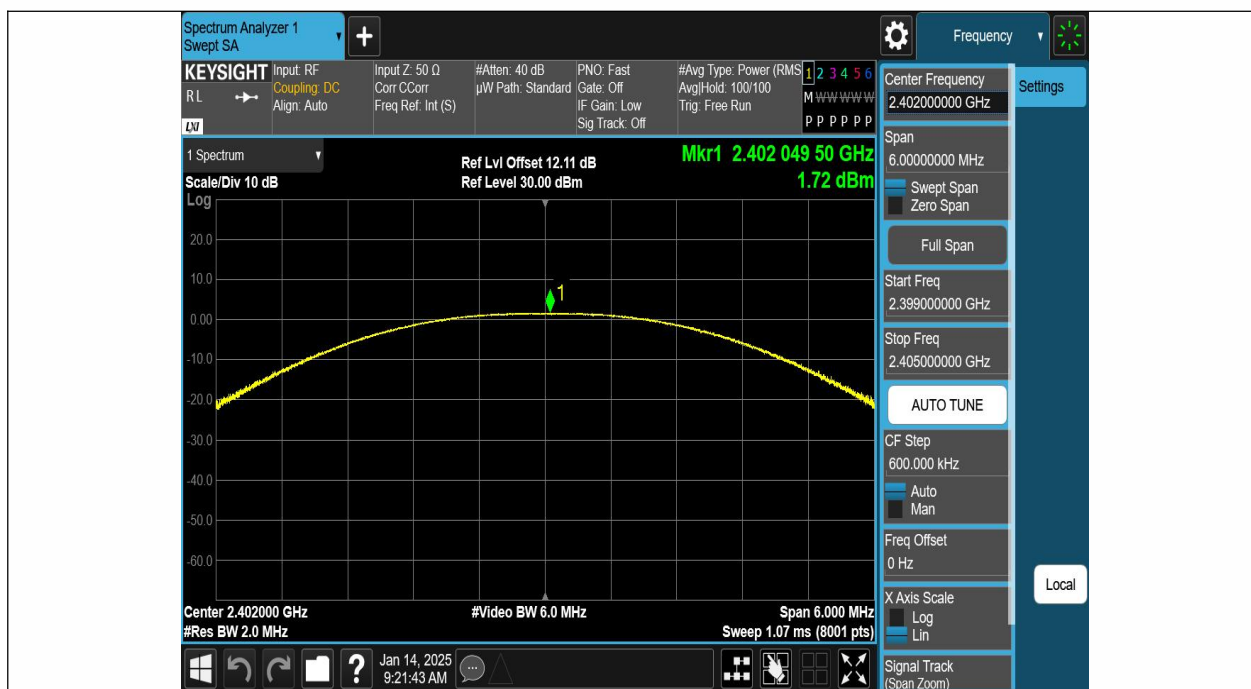 Spectrum Analyzer 1
Swept SA
+
Frequency
KEYSIGHT
RL
LXI
Input: RF
Coupling: DC
Align: Auto
Input Z: 50 Ω
Corr CCorr
Freq Ref: Int (S)
#Atten: 40 dB
µW Path: Standard
PNO: Fast
Gate: Off
IF Gain: Low
Sig Track: Off
#Avg Type: Power (RMS
Avg|Hold: 100/100
Trig: Free Run
1 2 3 4 5 6
M W W W W W
P P P P P P
1 Spectrum
Scale/Div 10 dB
Log
Ref Lvl Offset 12.11 dB
Ref Level 30.00 dBm
Mkr1 2.402 049 50 GHz
1.72 dBm
20.0
10.0
0.00
-10.0
-20.0
-30.0
-40.0
-50.0
-60.0
1
Center 2.402000 GHz
#Res BW 2.0 MHz
#Video BW 6.0 MHz
Span 6.000 MHz
Sweep 1.07 ms (8001 pts)
?
Jan 14, 2025
9:21:43 AM
Center Frequency
2.402000000 GHz
Span
6.00000000 MHz
Swept Span
Zero Span
Full Span
Start Freq
2.399000000 GHz
Stop Freq
2.405000000 GHz
AUTO TUNE
CF Step
600.000 kHz
Auto
Man
Freq Offset
0 Hz
X Axis Scale
Log
Lin
Signal Track
(Span Zoom)
Settings
Local